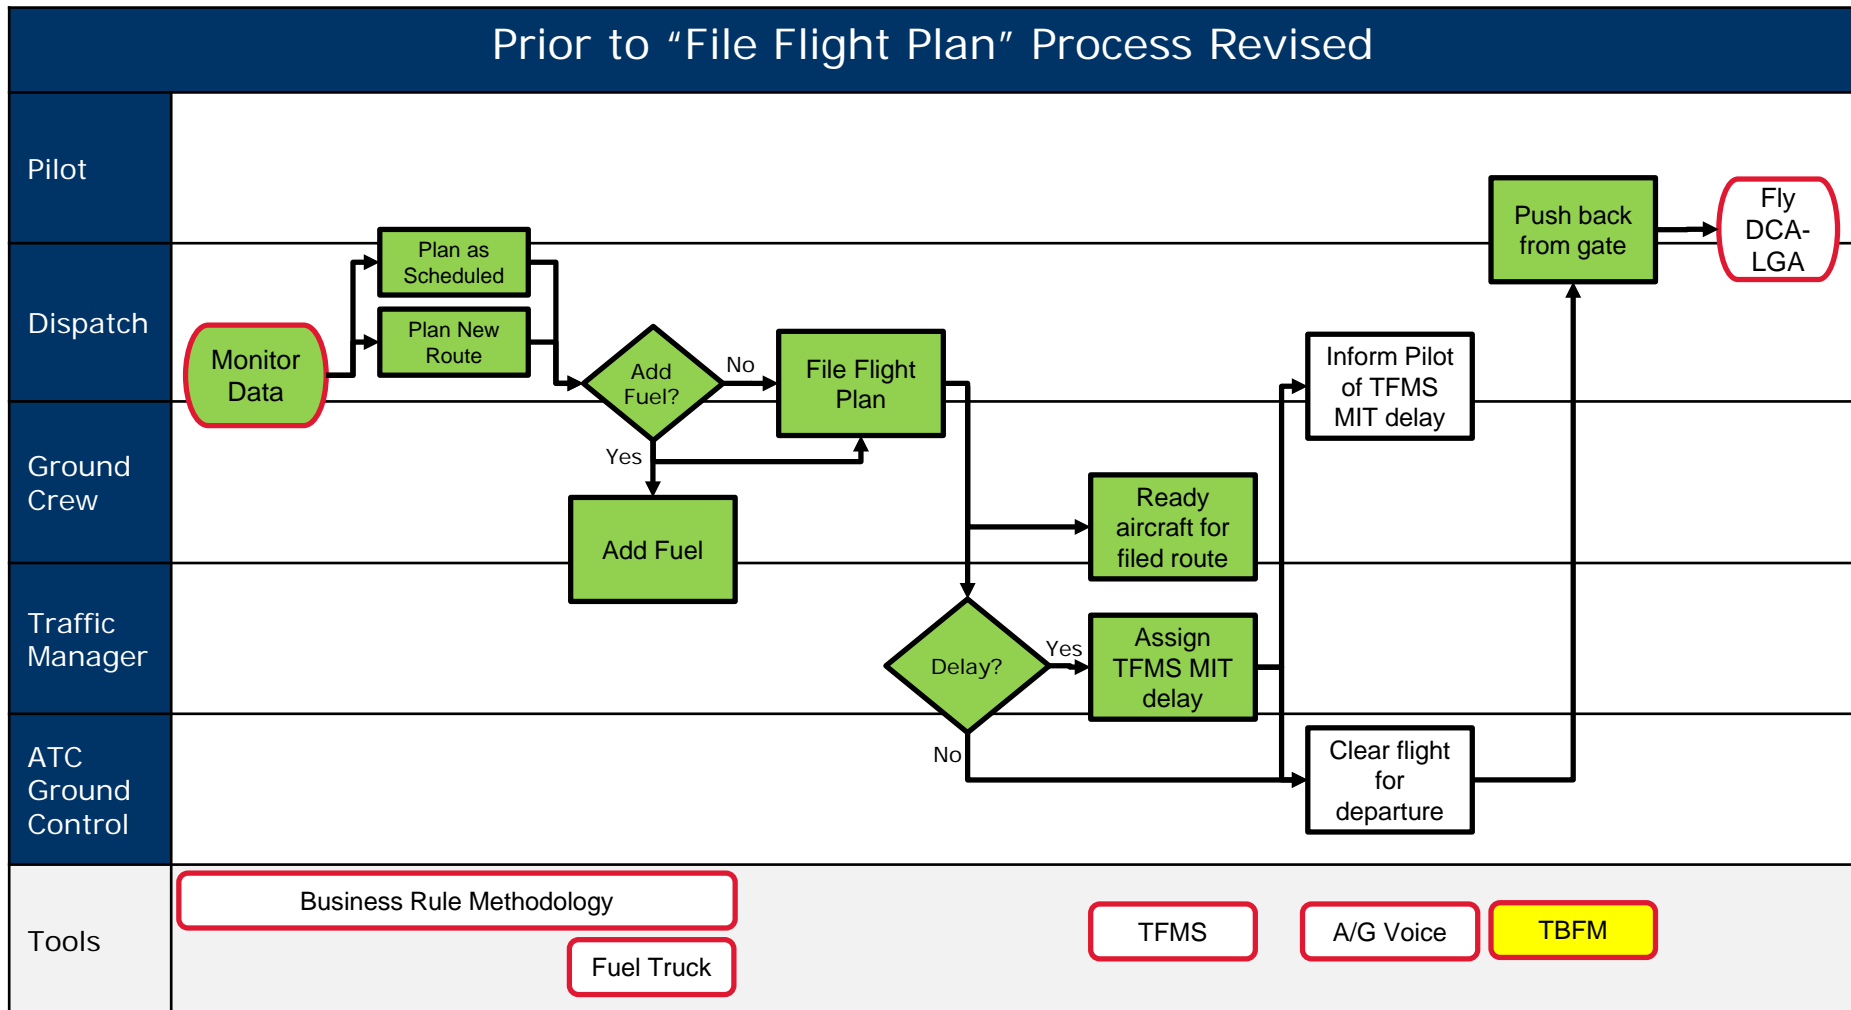 Prior to “File Flight Plan” Process Revised
Pilot
Push back
from gate
Fly
DCA-
LGA
Dispatch
Plan as
Scheduled
Plan New
Route
Monitor
Data
Add
Fuel?
No
Yes
File Flight
Plan
Inform Pilot
of TFMS
MIT delay
Ground
Crew
Add Fuel
Ready
aircraft for
filed route
Traffic
Manager
Delay?
Yes
No
Assign
TFMS MIT
delay
ATC
Ground
Control
Clear flight
for
departure
Tools
Business Rule Methodology
Fuel Truck
TFMS
A/G Voice
TBFM